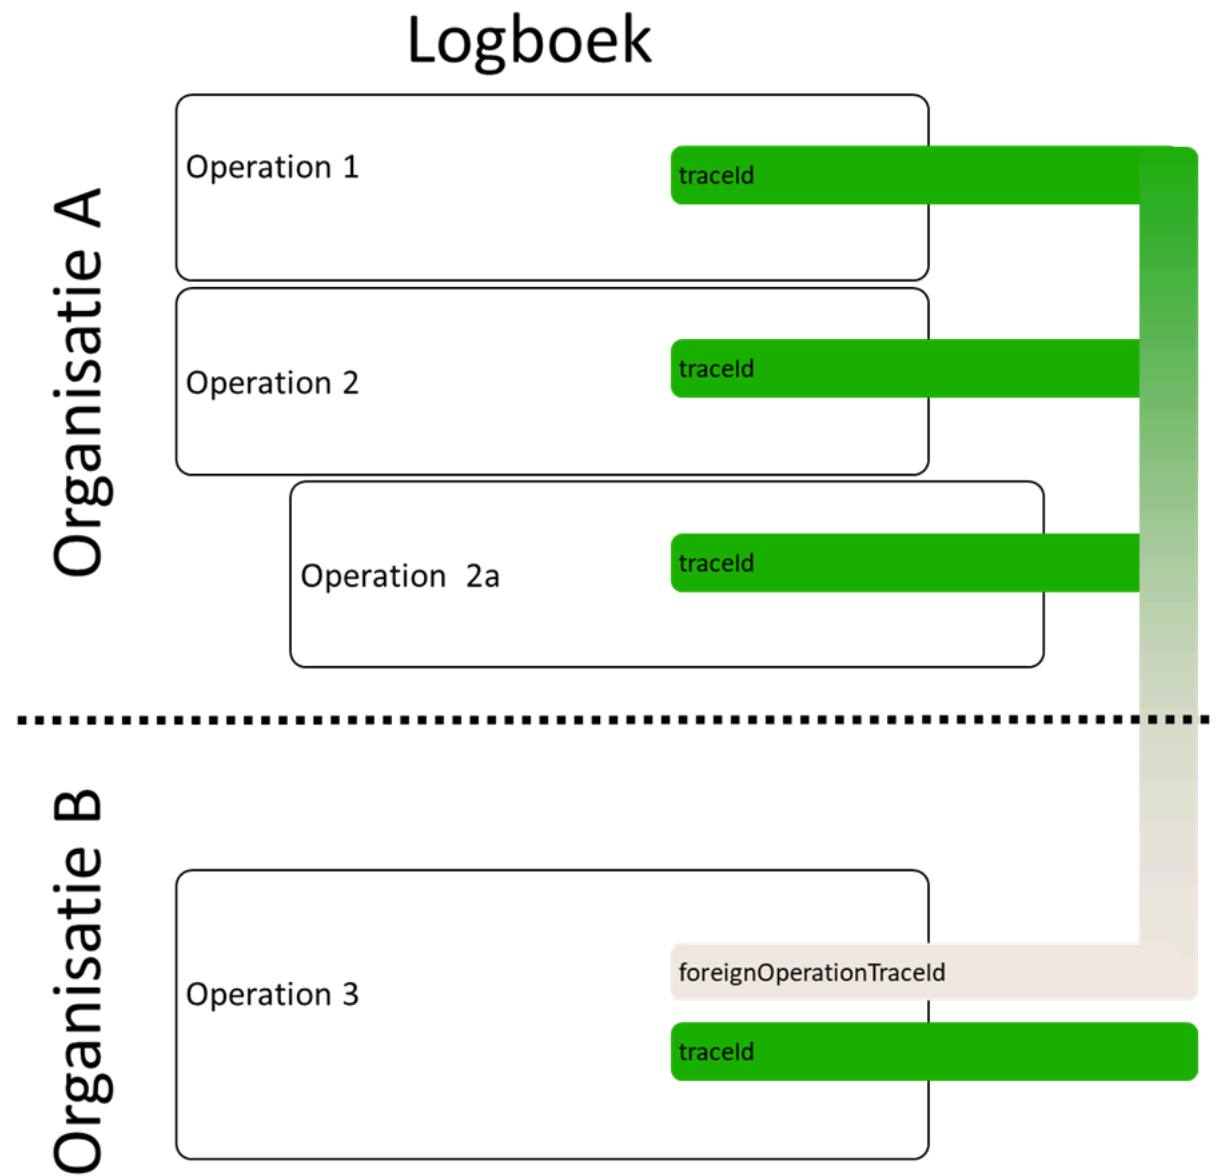 Logboek
Organisatie A
Operation 1
traceId
Operation 2
traceId
Operation  2a
traceId
Organisatie B
Operation 3
foreignOperationTraceId
traceId